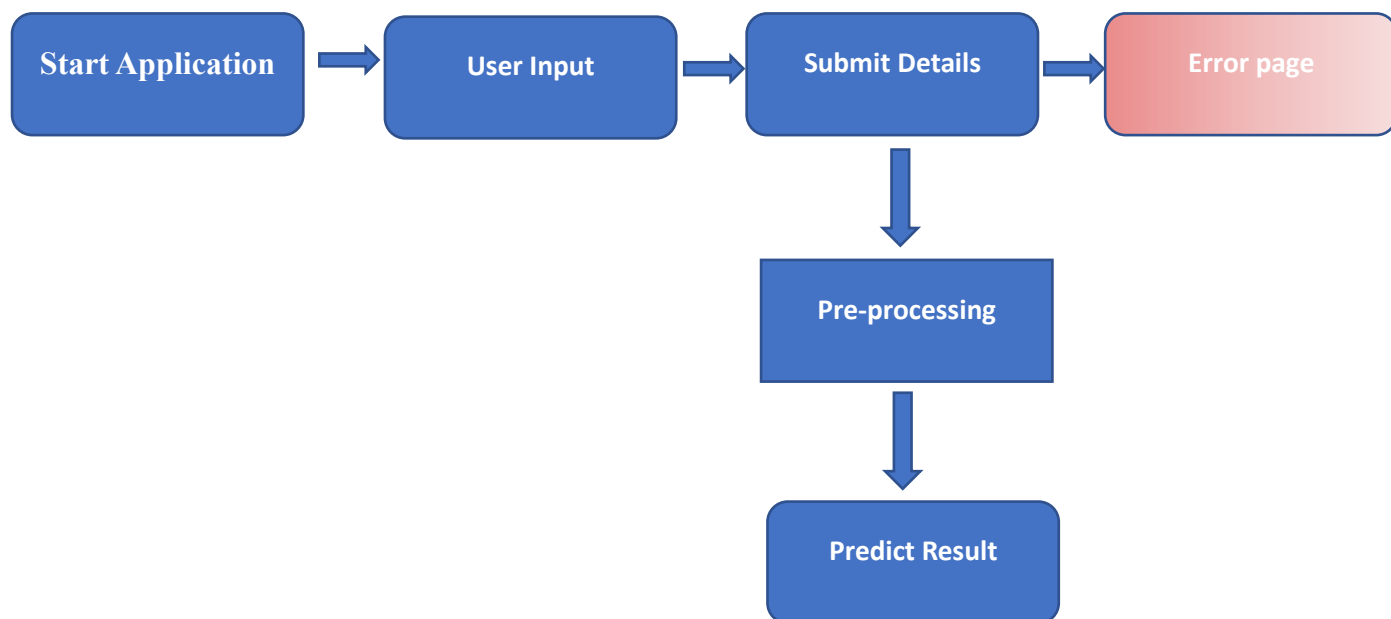 Start Application
User Input
Submit Details
Error page
Pre-processing
Predict Result